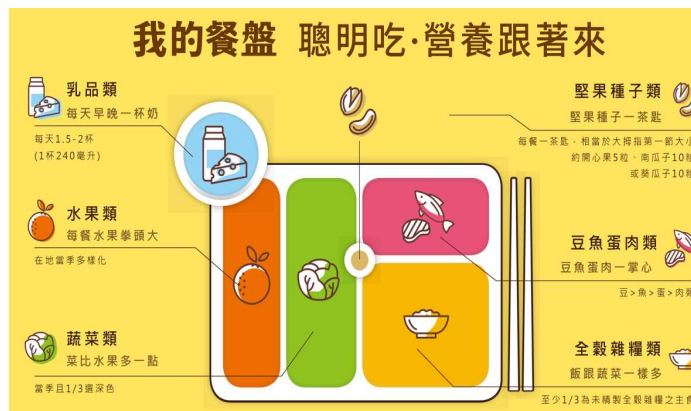 我的餐盤 聰明吃·營養跟著來
乳品類
每天早晚一杯奶
每天1.5-2杯
(1杯240毫升)
水果類
每餐水果拳頭大
在地當季多樣化
蔬菜類
菜比水果多一點
當季且1/3選深色
堅果種子類
堅果種子一茶匙
每餐一茶匙，相當於大拇指第一節大小
約開心果5粒、南瓜子10粒
或葵瓜子10粒
豆魚蛋肉類
豆魚蛋肉一掌心
豆>魚>蛋>肉類
全穀雜糧類
飯跟蔬菜一樣多
至少1/3為未精製全穀雜糧之主食